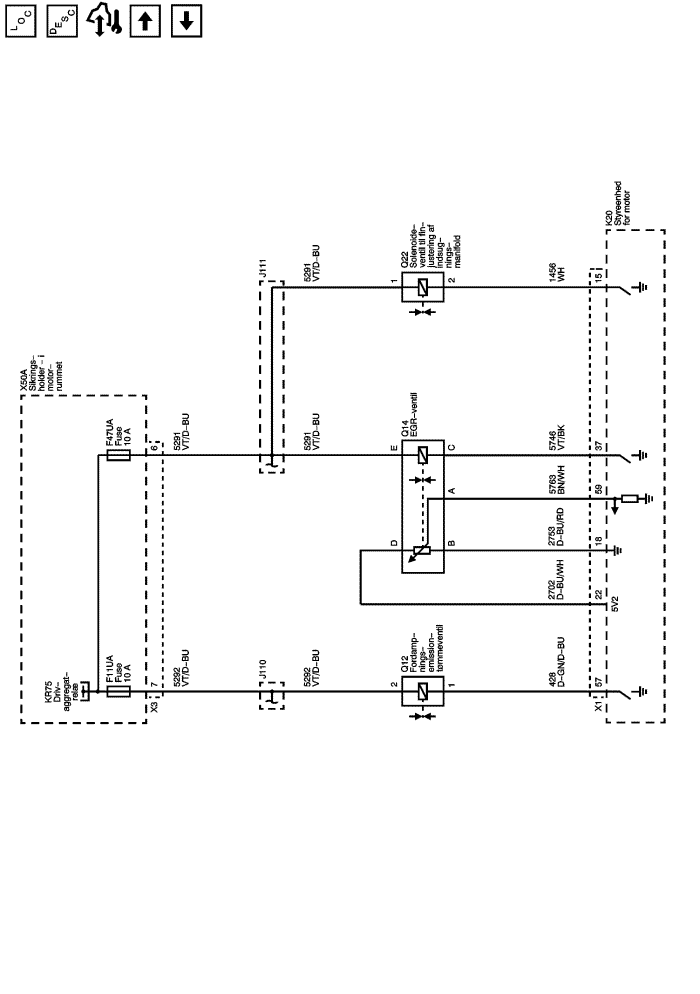 LOC
DESC
K20
Styreenhed
for motor
Q22
Solenoide–
ventil til fin–
justering af
indsug–
nings–
manifold
J111
5291
VT/D–BU
1
2
1456
WH
15
X50A
Sikrings–
holder – i
motor–
rummet
F47UA
Fuse
10 A
6
5291
VT/D–BU
5291
VT/D–BU
Q14
EGR–ventil
E
C
5746
VT/BK
37
A
5763
BN/WH
59
D
B
2753
D–BU/RD
18
2702
D–BU/WH
22
5V2
KR75
Driv–
aggregat–
relæ
F11UA
Fuse
10 A
7
X3
5292
VT/D–BU
J110
5292
VT/D–BU
Q12
Fordamp–
nings–
emission–
tømmeventil
2
1
428
D–GN/D–BU
57
X1